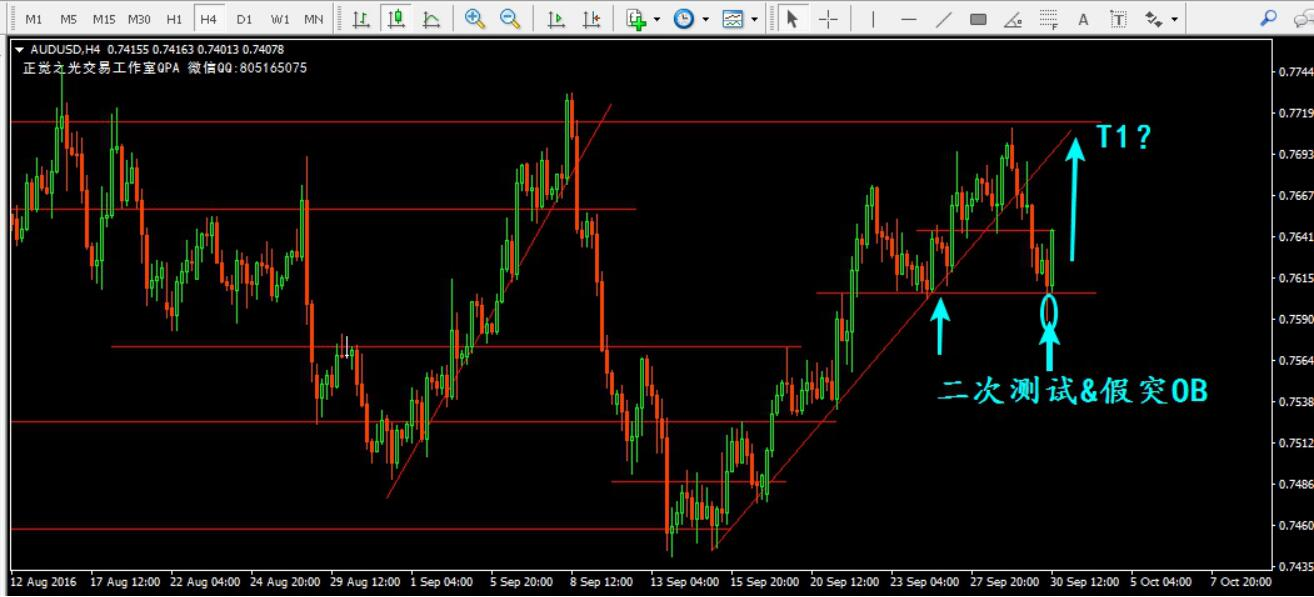 M1 M5 M15 M30 H1 H4 D1 W1 MN
AUDUSD,H4 0.74155 0.74163 0.74013 0.74078
正觉之光交易工作室QPA 微信QQ:805165075
T1?
二次测试&假突OB
0.7744
0.7719
0.7693
0.7667
0.7641
0.7615
0.7590
0.7564
0.7538
0.7512
0.7486
0.7460
0.7435
12 Aug 2016 17 Aug 12:00 22 Aug 04:00 24 Aug 20:00 29 Aug 12:00 1 Sep 04:00 5 Sep 20:00 8 Sep 12:00 13 Sep 04:00 15 Sep 20:00 20 Sep 12:00 23 Sep 04:00 27 Sep 20:00 30 Sep 12:00 5 Oct 04:00 7 Oct 20:00